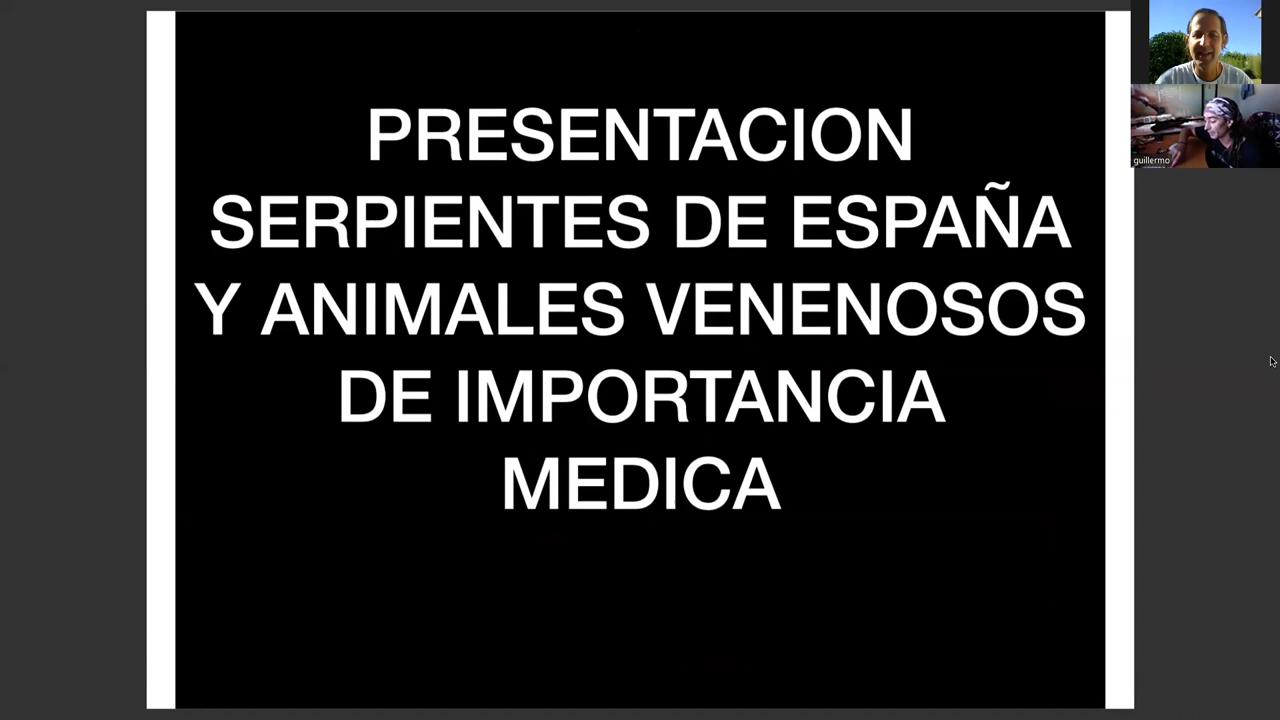 PRESENTACION
SERPIENTES DE ESPAÑA
Y ANIMALES VENENOSOS
DE IMPORTANCIA
MEDICA
guillermo